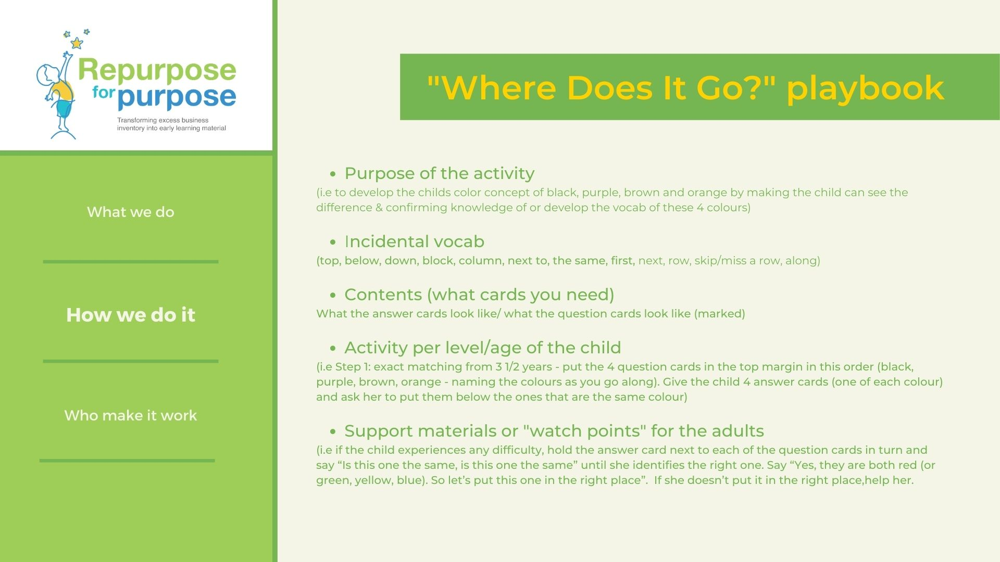 Repurpose
for purpose
Transforming excess business
inventory into early learning material
What we do
How we do it
Who make it work
"Where Does It Go?" playbook
• Purpose of the activity
(i.e to develop the childs color concept of black, purple, brown and orange by making the child can see the
difference & confirming knowledge of or develop the vocab of these 4 colours)
• Incidental vocab
(top, below, down, block, column, next to, the same, first, next, row, skip/miss a row, along)
• Contents (what cards you need)
What the answer cards look like/ what the question cards look like (marked)
• Activity per level/age of the child
(i.e Step 1: exact matching from 3 1/2 years - put the 4 question cards in the top margin in this order (black,
purple, brown, orange - naming the colours as you go along). Give the child 4 answer cards (one of each colour)
and ask her to put them below the ones that are the same colour)
• Support materials or "watch points" for the adults
(i.e if the child experiences any difficulty, hold the answer card next to each of the question cards in turn and
say “Is this one the same, is this one the same” until she identifies the right one. Say “Yes, they are both red (or
green, yellow, blue). So let’s put this one in the right place”.  If she doesn’t put it in the right place,help her.